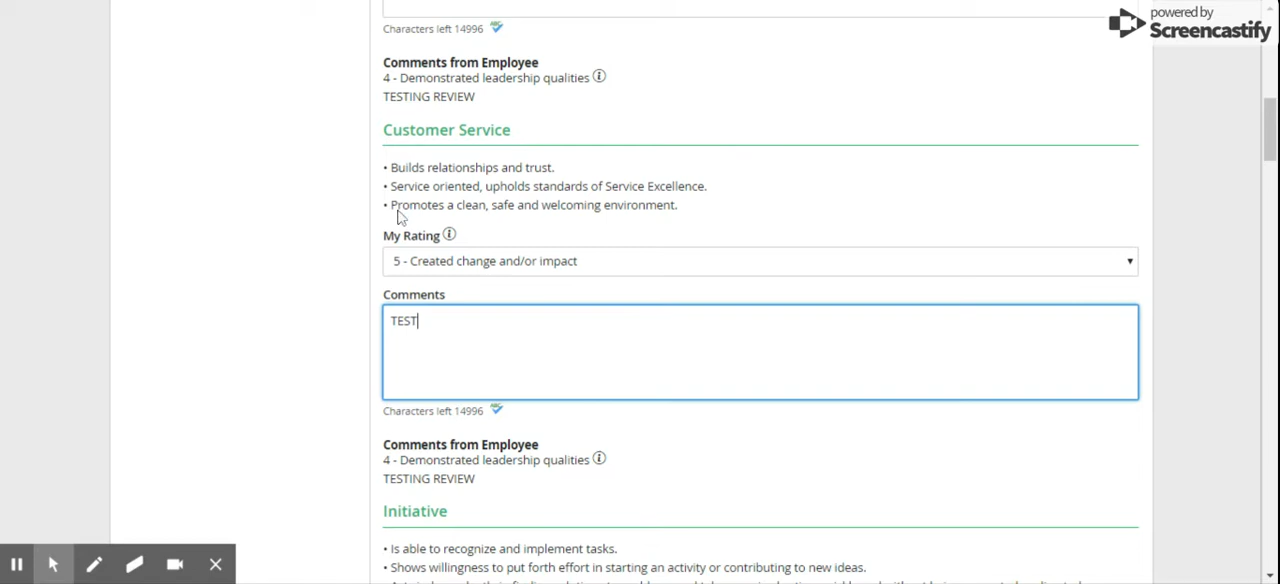 powered by
Screencastify
Characters left 14996
Comments from Employee
4 - Demonstrated leadership qualities
TESTING REVIEW
Customer Service
• Builds relationships and trust.
• Service oriented, upholds standards of Service Excellence.
• Promotes a clean, safe and welcoming environment.
My Rating
5 - Created change and/or impact
Comments
TEST
Characters left 14996
Comments from Employee
4 - Demonstrated leadership qualities
TESTING REVIEW
Initiative
• Is able to recognize and implement tasks.
• Shows willingness to put forth effort in starting an activity or contributing to new ideas.